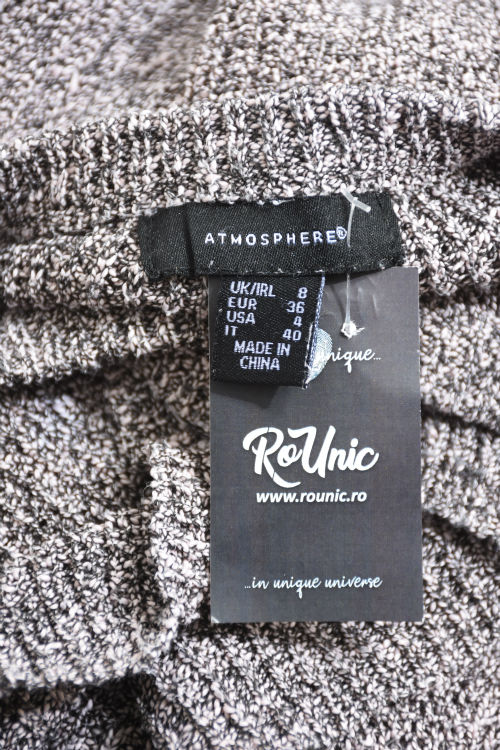 ATMOSPHERE®
UK/IRL 8
EUR 36
USA 4
IT 40
MADE IN
CHINA
RoUnic
www.rounic.ro
...in unique universe